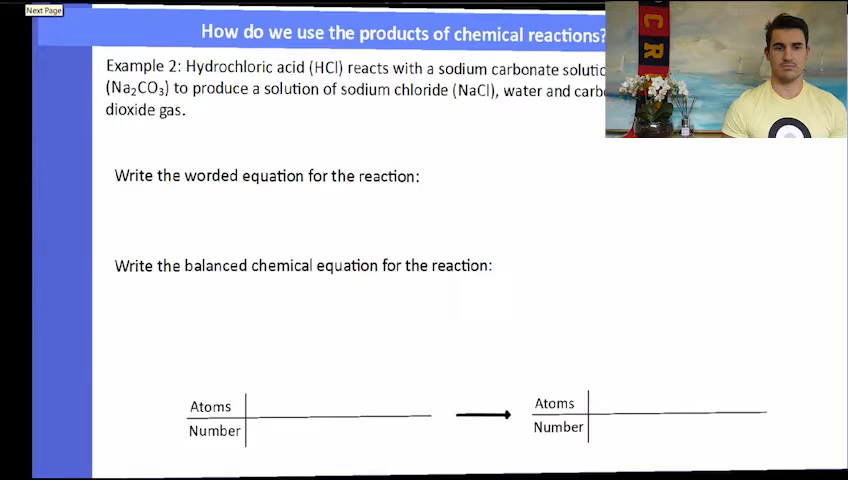 Next Page
How do we use the products of chemical reactions?
Example 2: Hydrochloric acid (HCl) reacts with a sodium carbonate
(Na₂CO₃) to produce a solution of sodium chloride (NaCl), water and
dioxide gas.
Write the worded equation for the reaction:
Write the balanced chemical equation for the reaction:
Atoms
Number
Atoms
Number